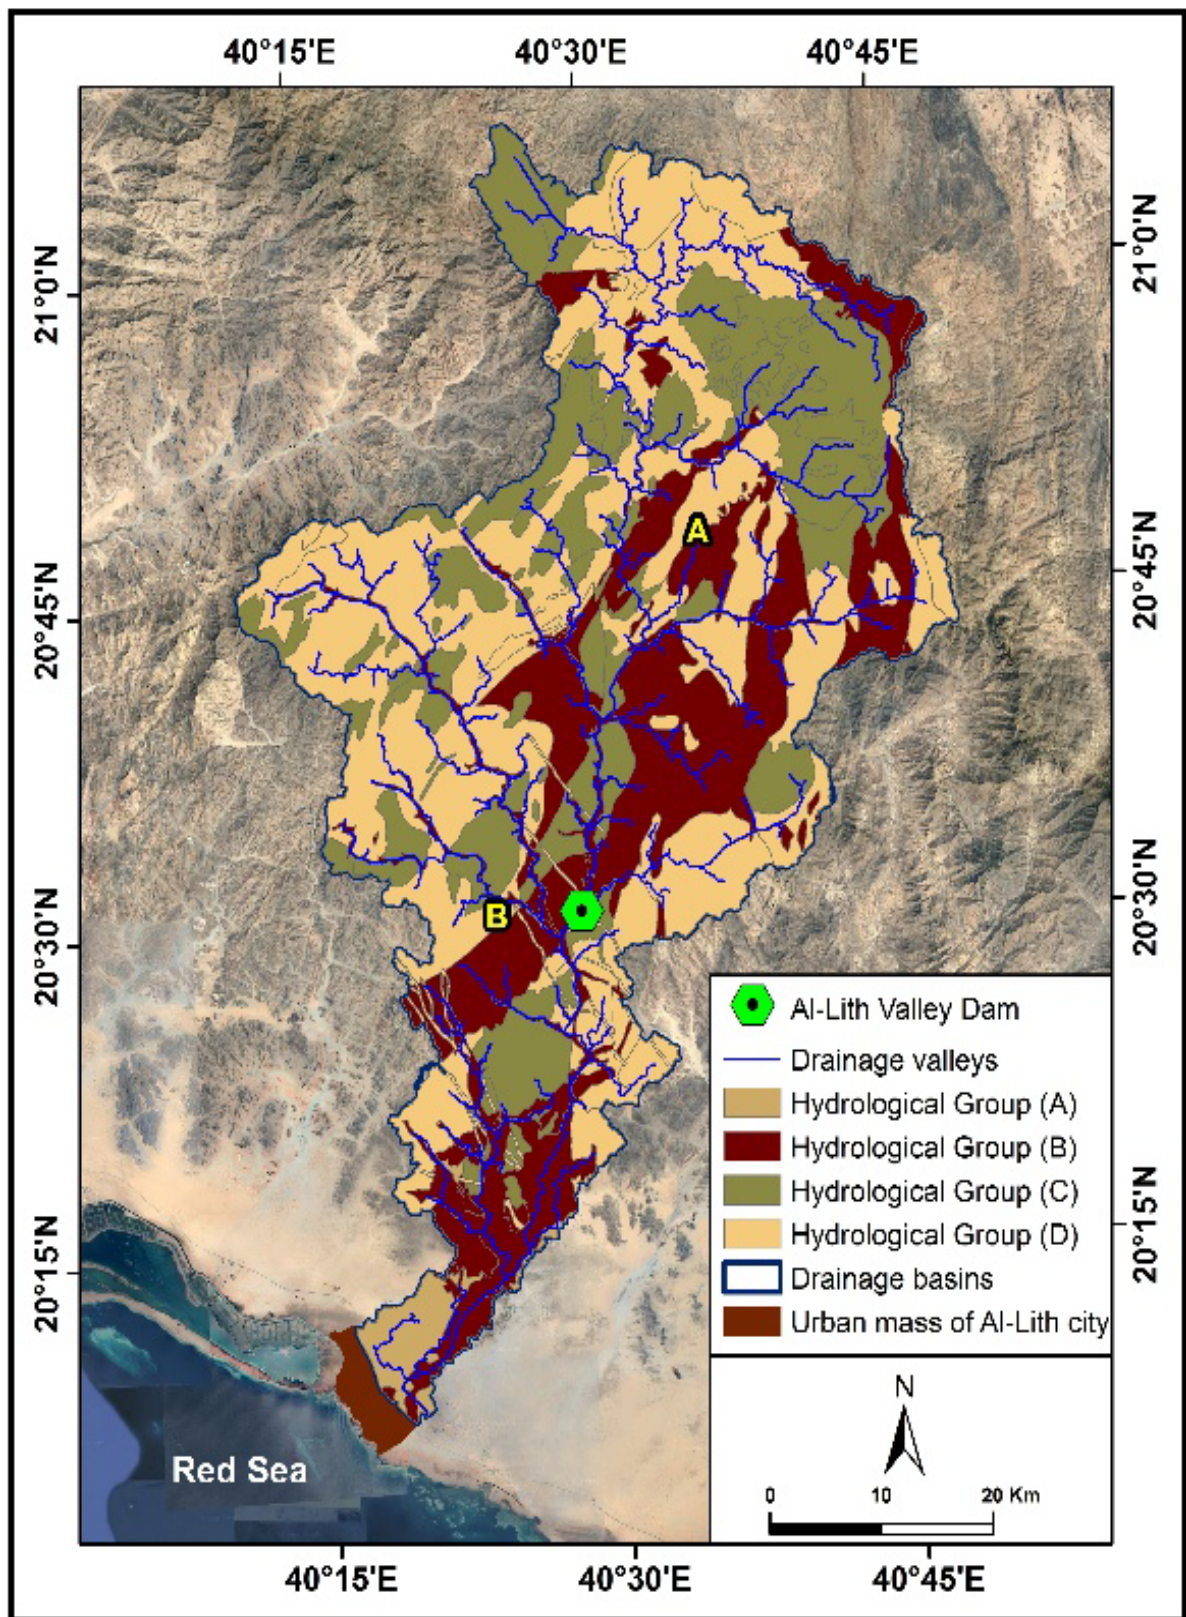 40°15'E 40°30'E 40°45'E
21°0'N
21°0'N
A
20°45'N
20°45'N
20°30'N
B
20°30'N
Al-Lith Valley Dam
Drainage valleys
Hydrological Group (A)
Hydrological Group (B)
Hydrological Group (C)
20°15'N
Hydrological Group (D)
20°15'N
Drainage basins
Urban mass of Al-Lith city
N
Red Sea
0 10 20 Km
40°15'E 40°30'E 40°45'E